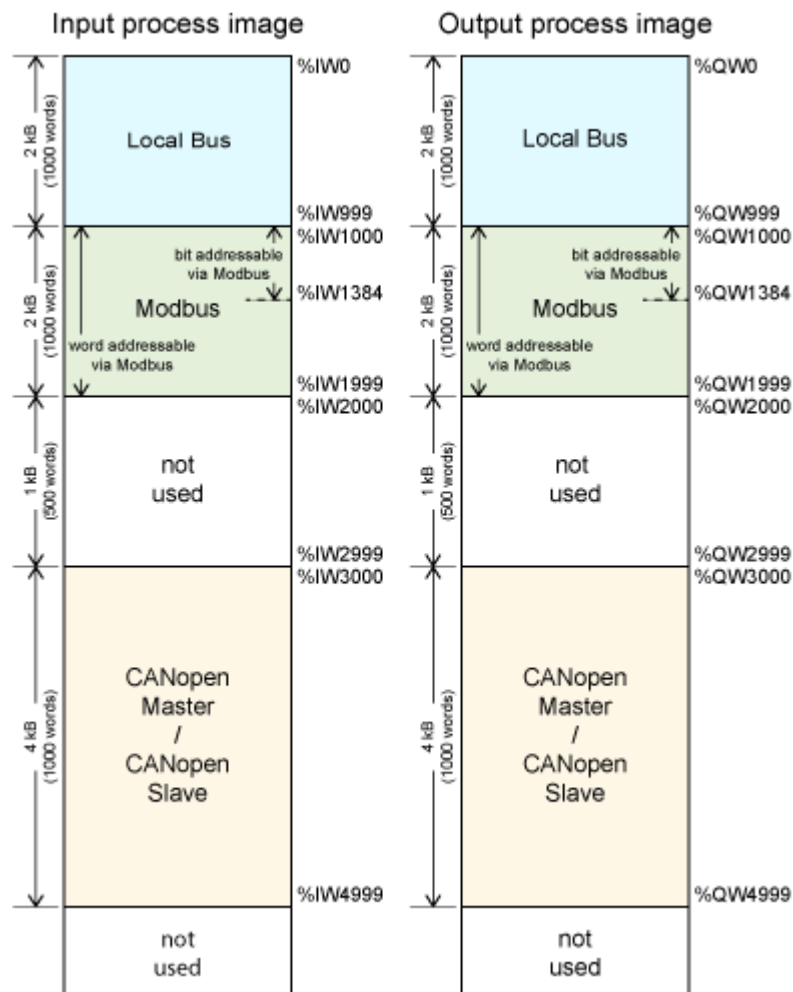 Input process image
%IW0
2 kB
(1000 words)
Local Bus
%IW999
%IW1000
bit addressable
via Modbus
%IW1384
2 kB
(1000 words)
Modbus
word addressable
via Modbus
%IW1999
%IW2000
1 kB
(500 words)
not
used
%IW2999
%IW3000
4 kB
(1000 words)
CANopen
Master
/
CANopen
Slave
%IW4999
not
used
Output process image
%QW0
2 kB
(1000 words)
Local Bus
%QW999
%QW1000
bit addressable
via Modbus
%QW1384
2 kB
(1000 words)
Modbus
word addressable
via Modbus
%QW1999
%QW2000
1 kB
(500 words)
not
used
%QW2999
%QW3000
4 kB
(1000 words)
CANopen
Master
/
CANopen
Slave
%QW4999
not
used